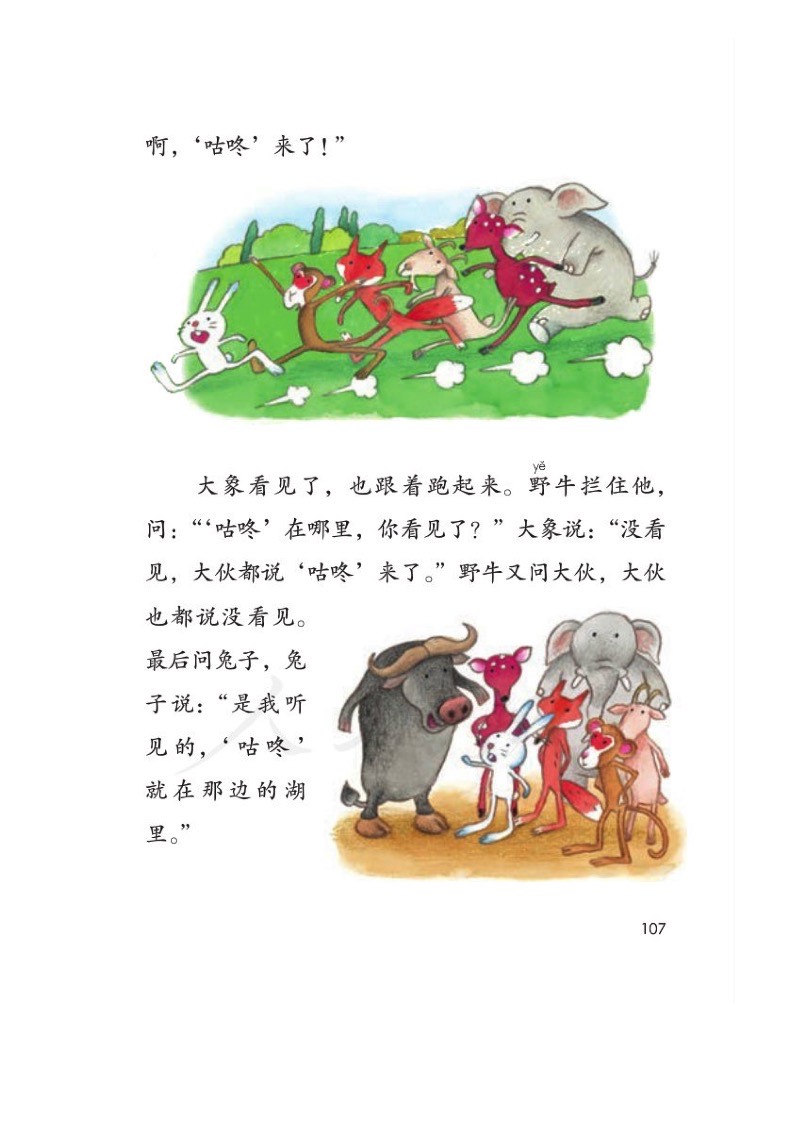 啊，‘咕咚’来了！”
yě
大象看见了，也跟着跑起来。野牛拦住他，
问：“‘咕咚’在哪里，你看见了？”大象说：“没看
见，大伙都说‘咕咚’来了。”野牛又问大伙，大伙
也都说没看见。
最后问兔子，兔
子说：“是我听
见的，‘咕咚’
就在那边的湖
里。”
107